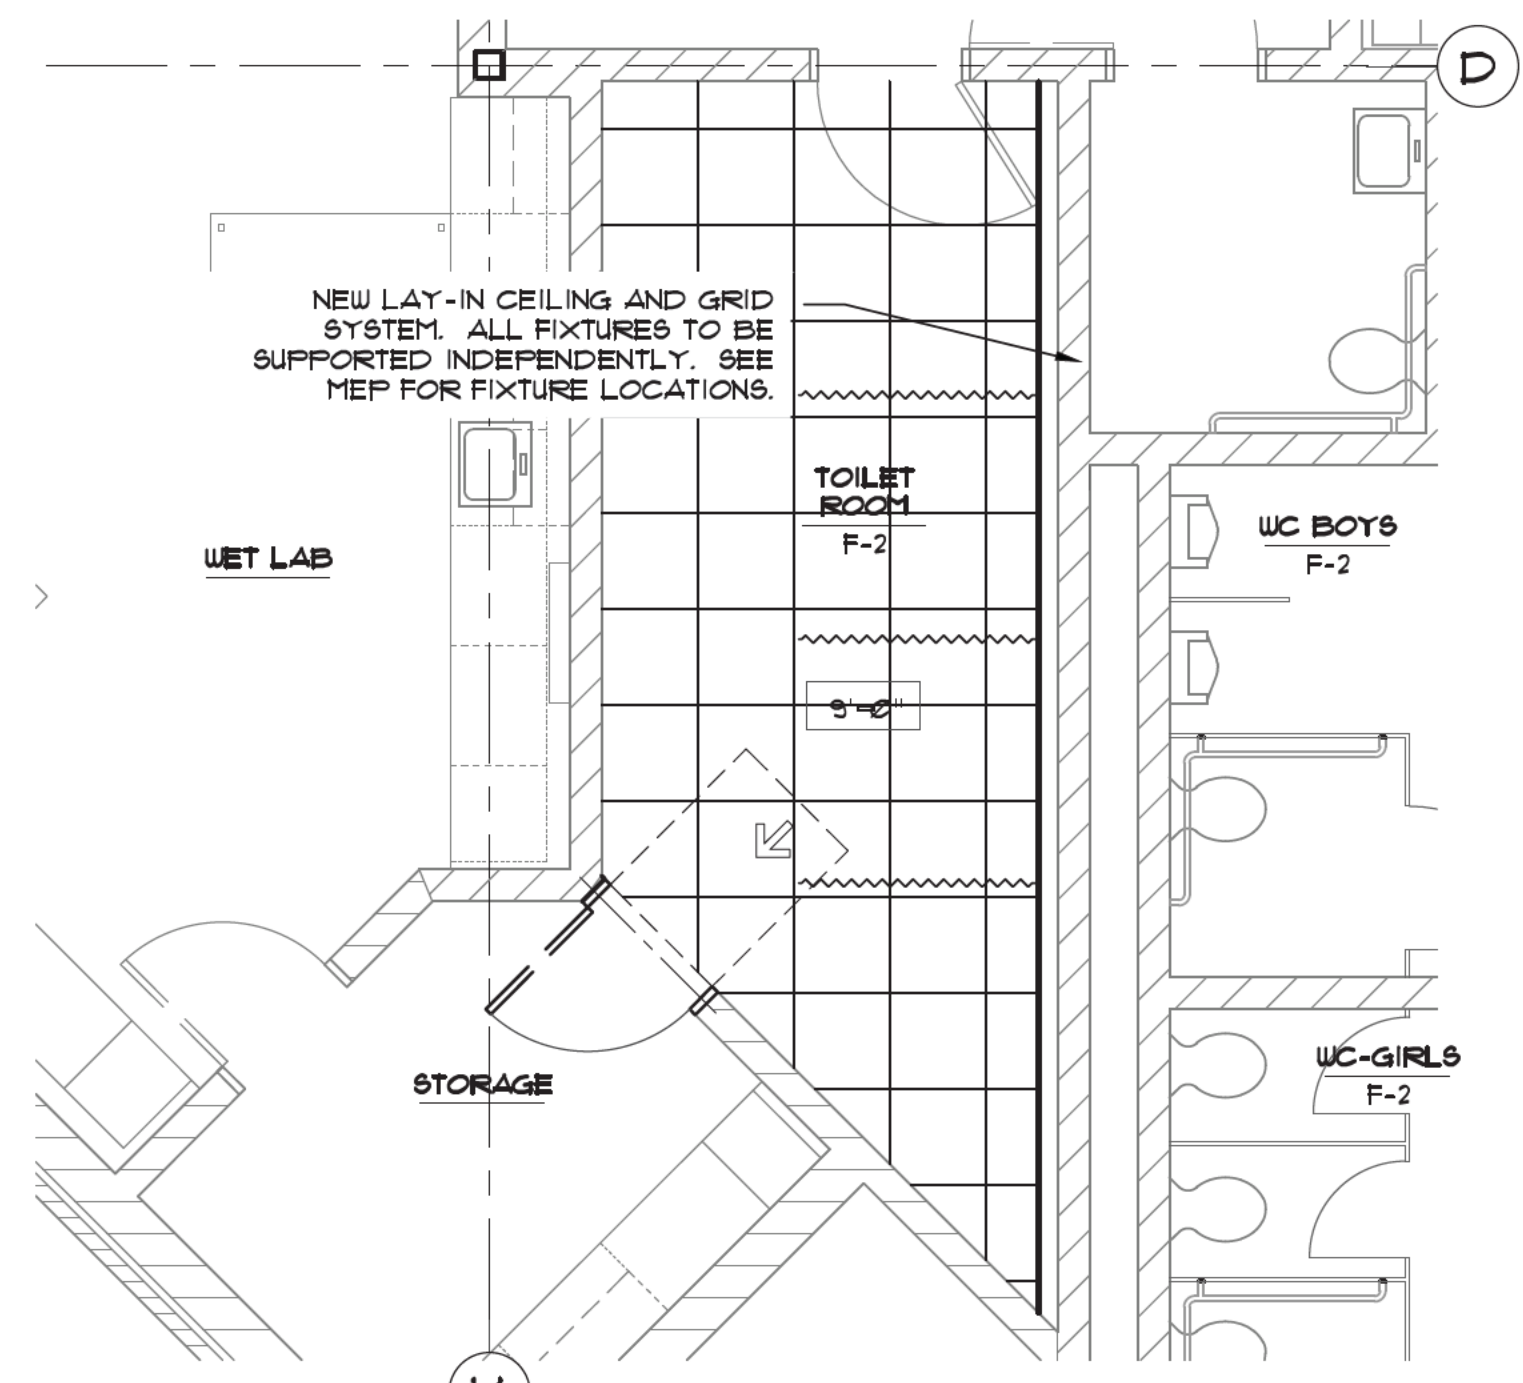 D
NEW LAY-IN CEILING AND GRID
SYSTEM. ALL FIXTURES TO BE
SUPPORTED INDEPENDENTLY. SEE
MEP FOR FIXTURE LOCATIONS.
TOILET
ROOM
F-2
WC BOYS
F-2
WET LAB
9'-0"
STORAGE
WC-GIRLS
F-2